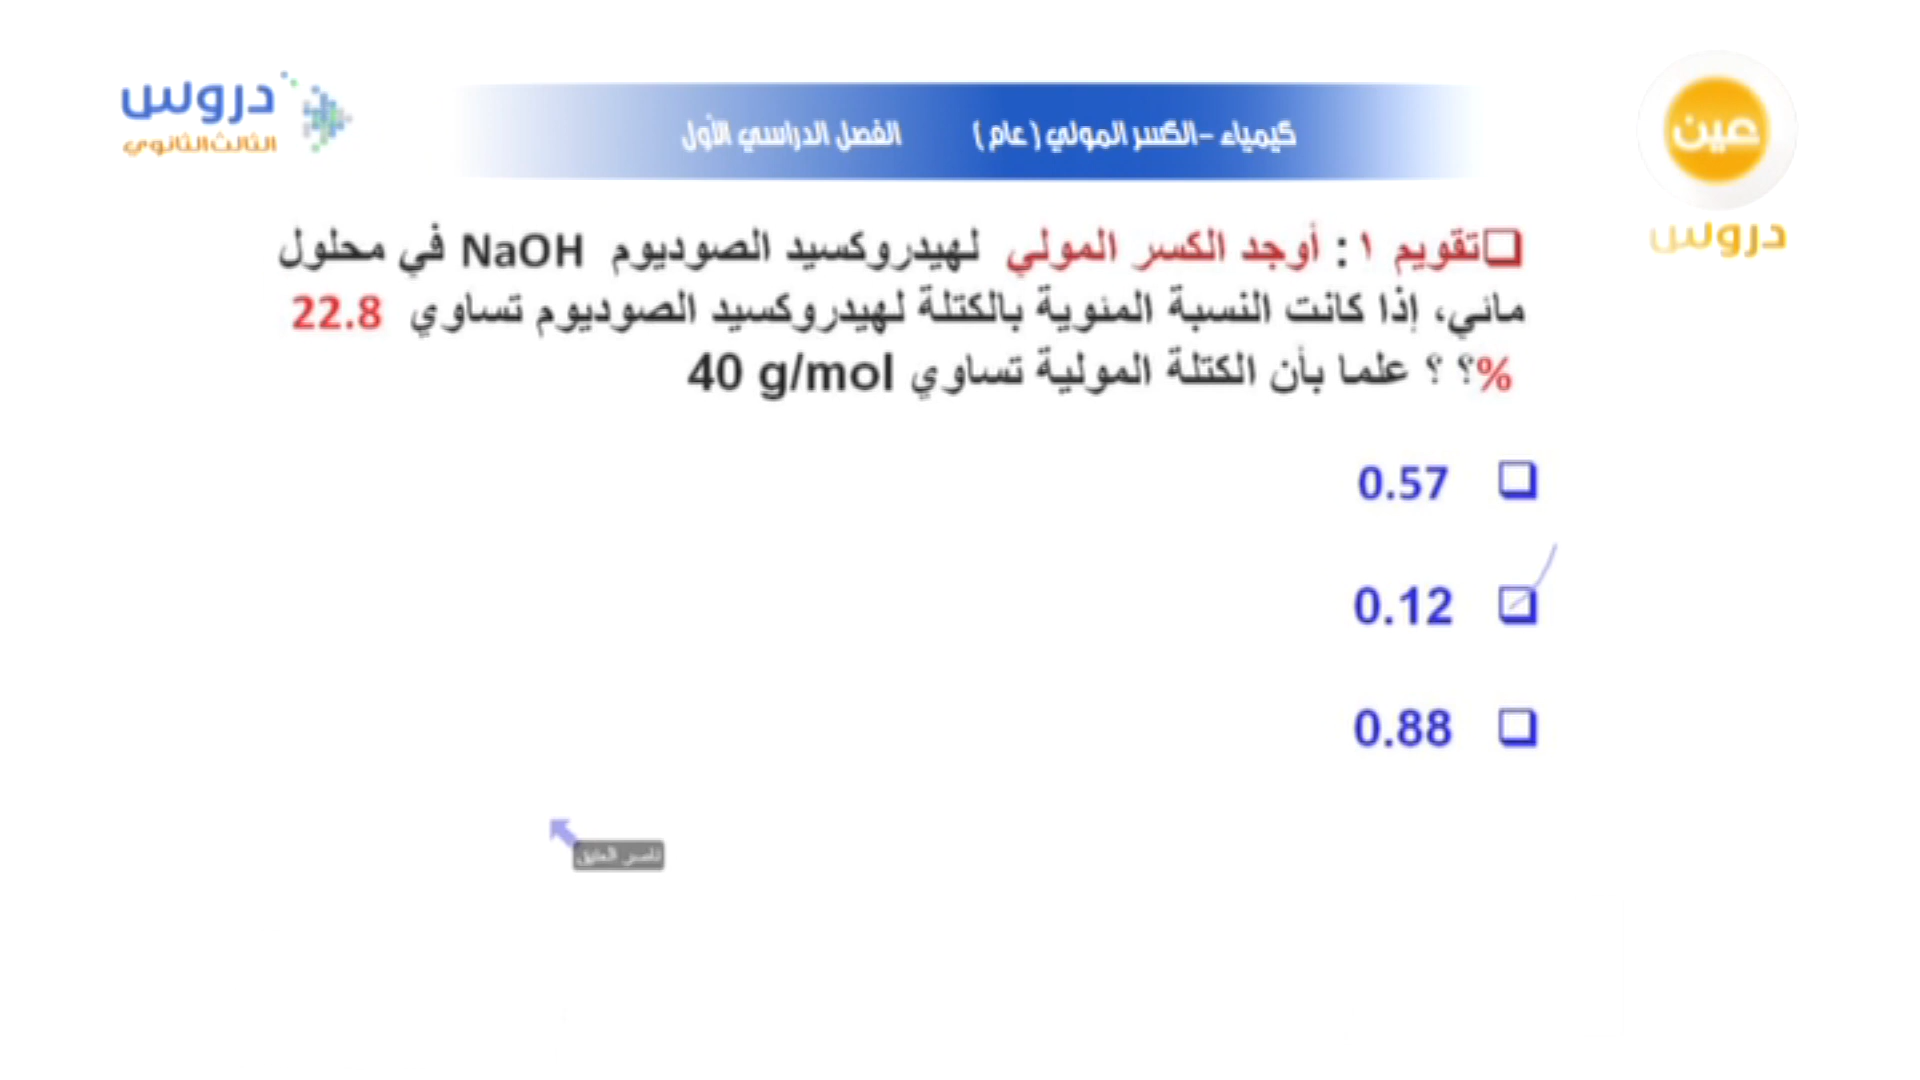 دروس
الثالث الثانوي
كيمياء -الكسر المولي ( عام ) الفصل الدراسي الأول
عين
دروس
تقويم ١ : أوجد الكسر المولي لهيدروكسيد الصوديوم NaOH في محلول
مائي، إذا كانت النسبة المئوية بالكتلة لهيدروكسيد الصوديوم تساوي 22.8
%؟ ؟ علما بأن الكتلة المولية تساوي 40 g/mol
0.57
0.12
0.88
ناصر